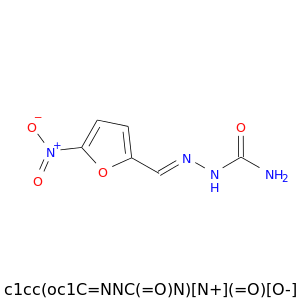 O
−
N
+
O
O
N
N
H
O
NH2
c1cc(oc1C=NNC(=O)N)[N+](=O)[O-]